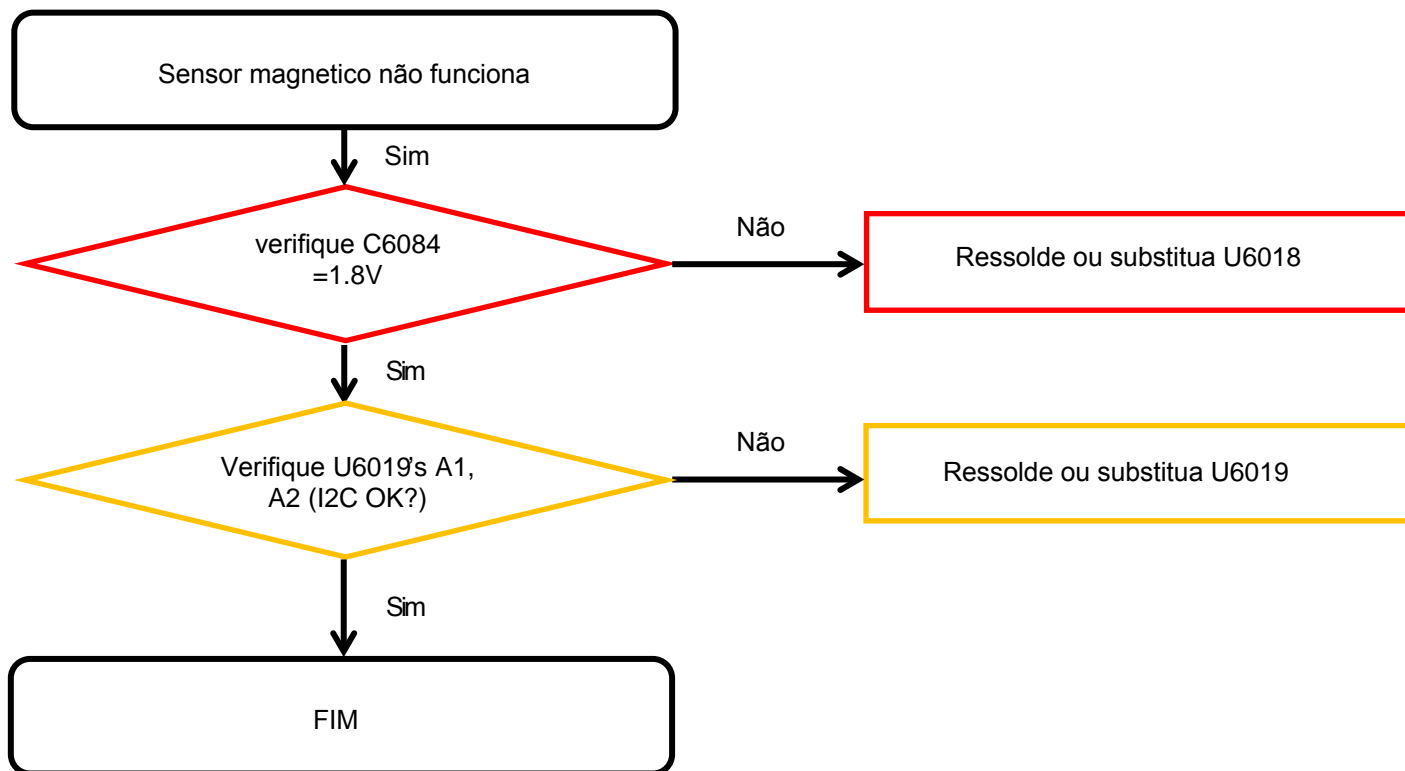 Sensor magnetico não funciona
Sim
verifique C6084
=1.8V
Não
Ressolde ou substitua U6018
Sim
Verifique U6019's A1,
A2 (I2C OK?)
Não
Ressolde ou substitua U6019
Sim
FIM